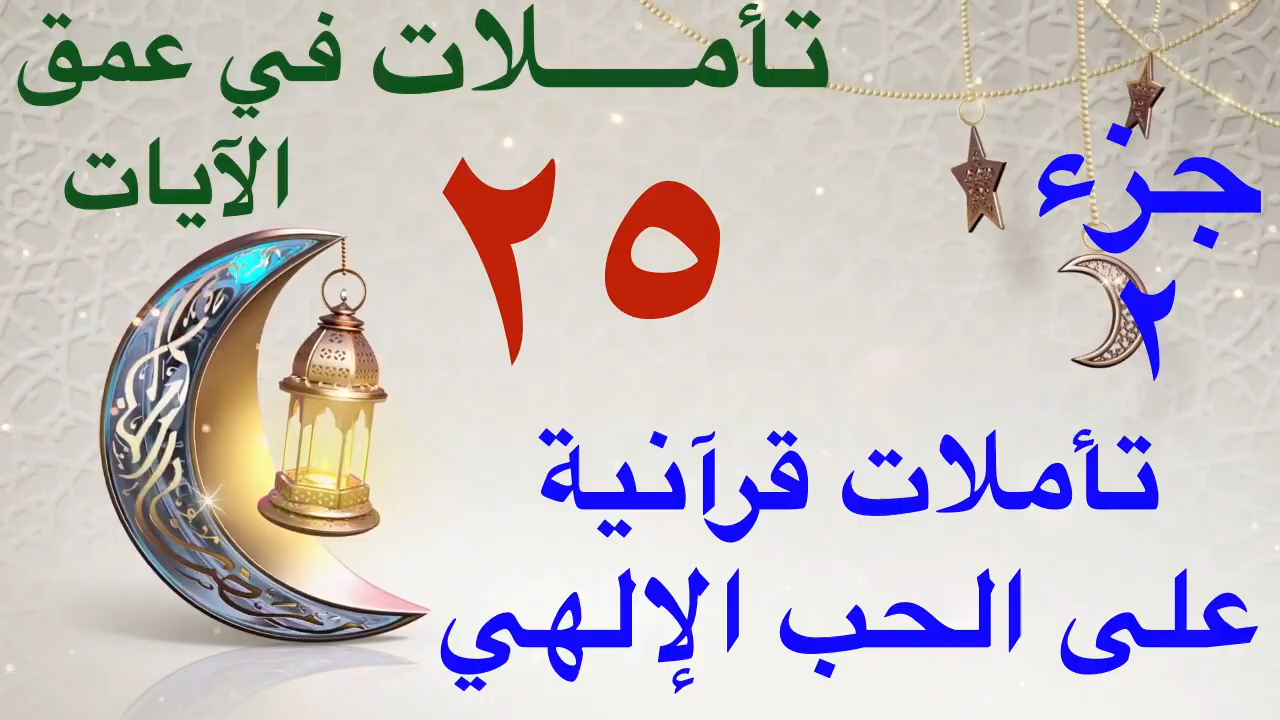 تأمـــــلات في عمق
الآيات
٢٥
جزء
٢
تأملات قرآنية
على الحب الإلهي